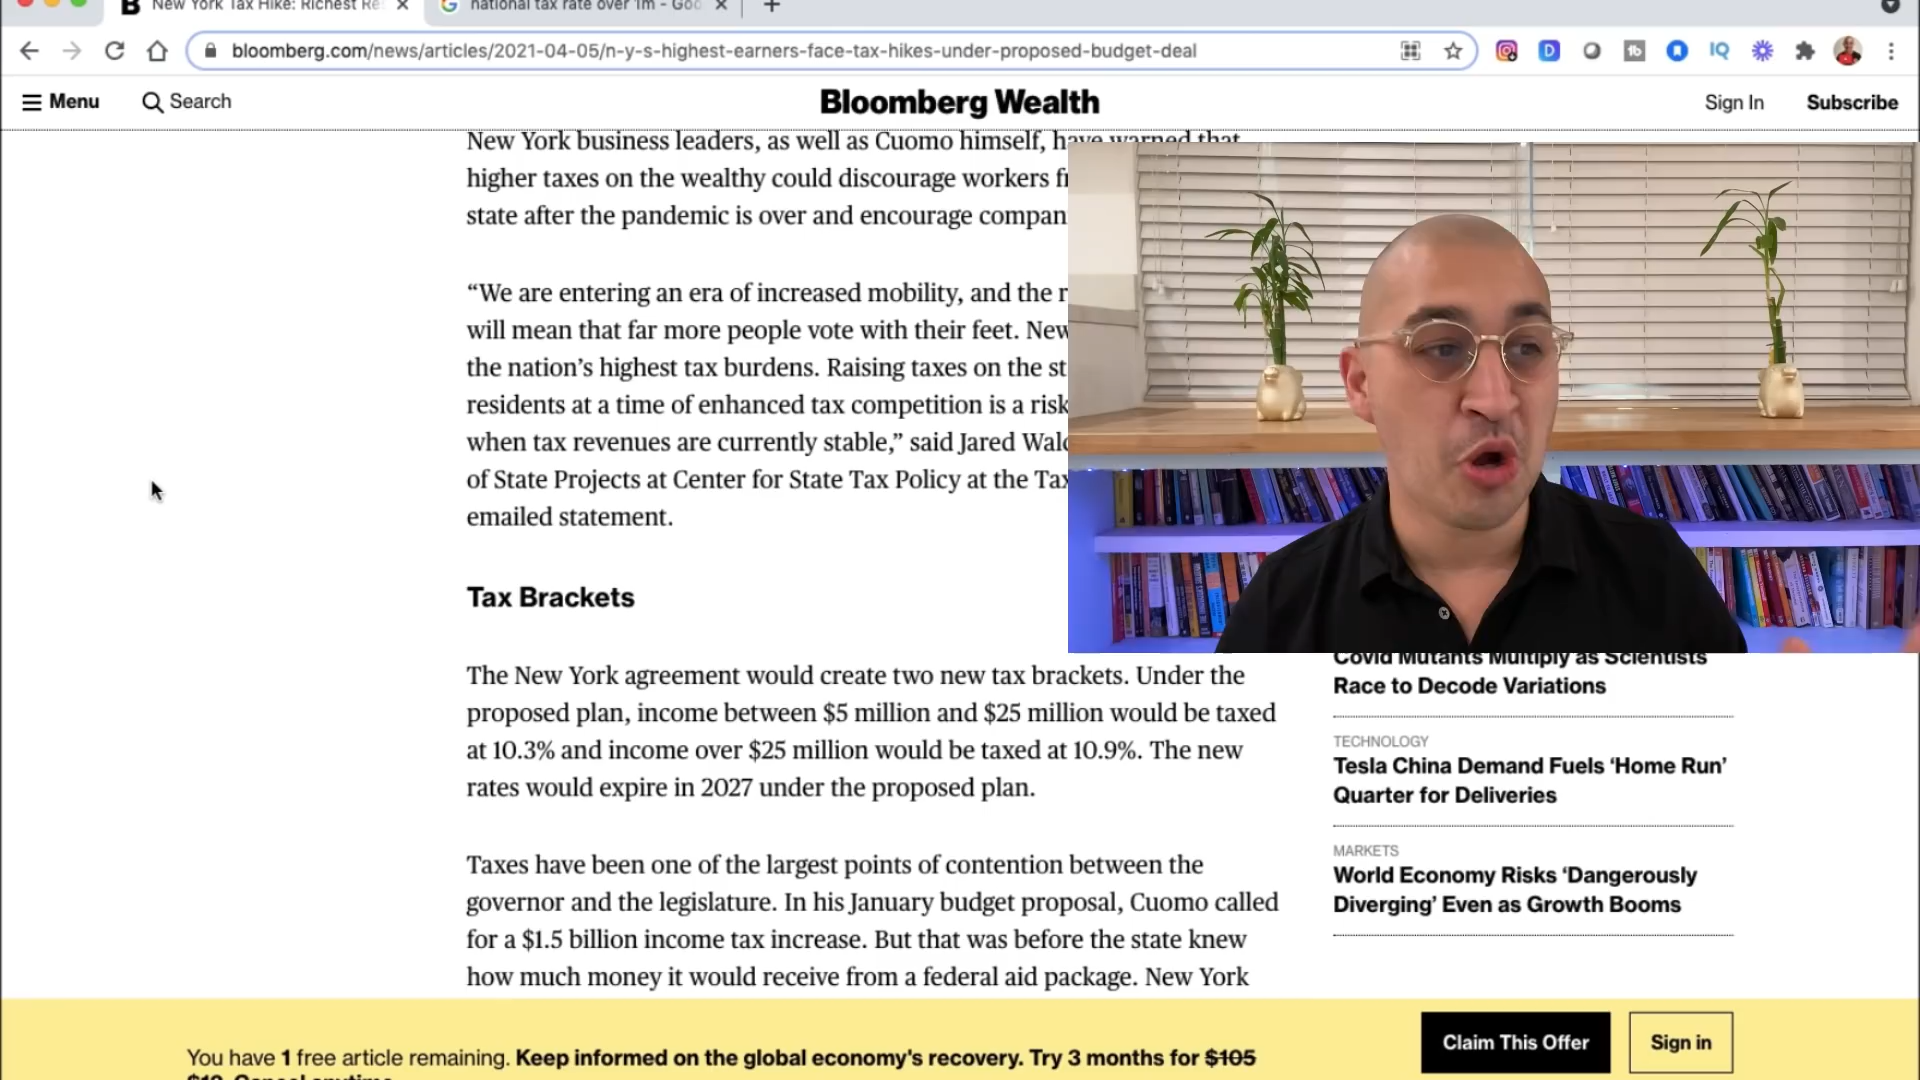 New York Tax Hike: Richest Re
national tax rate over 1m - Goo
bloomberg.com/news/articles/2021-04-05/n-y-s-highest-earners-face-tax-hikes-under-proposed-budget-deal
Menu
Search
Bloomberg Wealth
Sign In
Subscribe
New York business leaders, as well as Cuomo himself, have warned that
higher taxes on the wealthy could discourage workers
state after the pandemic is over and encourage
“We are entering an era of increased mobility, and the
will mean that far more people vote with their feet. New
the nation’s highest tax burdens. Raising taxes on the
residents at a time of enhanced tax competition is a risk
when tax revenues are currently stable,” said Jared
of State Projects at Center for State Tax Policy at the Tax
emailed statement.
Tax Brackets
The New York agreement would create two new tax brackets. Under the
proposed plan, income between $5 million and $25 million would be taxed
at 10.3% and income over $25 million would be taxed at 10.9%. The new
rates would expire in 2027 under the proposed plan.
Taxes have been one of the largest points of contention between the
governor and the legislature. In his January budget proposal, Cuomo called
for a $1.5 billion income tax increase. But that was before the state knew
how much money it would receive from a federal aid package. New York
Covid Mutants Multiply as Scientists
Race to Decode Variations
TECHNOLOGY
Tesla China Demand Fuels ‘Home Run’
Quarter for Deliveries
MARKETS
World Economy Risks ‘Dangerously
Diverging’ Even as Growth Booms
You have 1 free article remaining. Keep informed on the global economy's recovery. Try 3 months for $105
Claim This Offer
Sign in